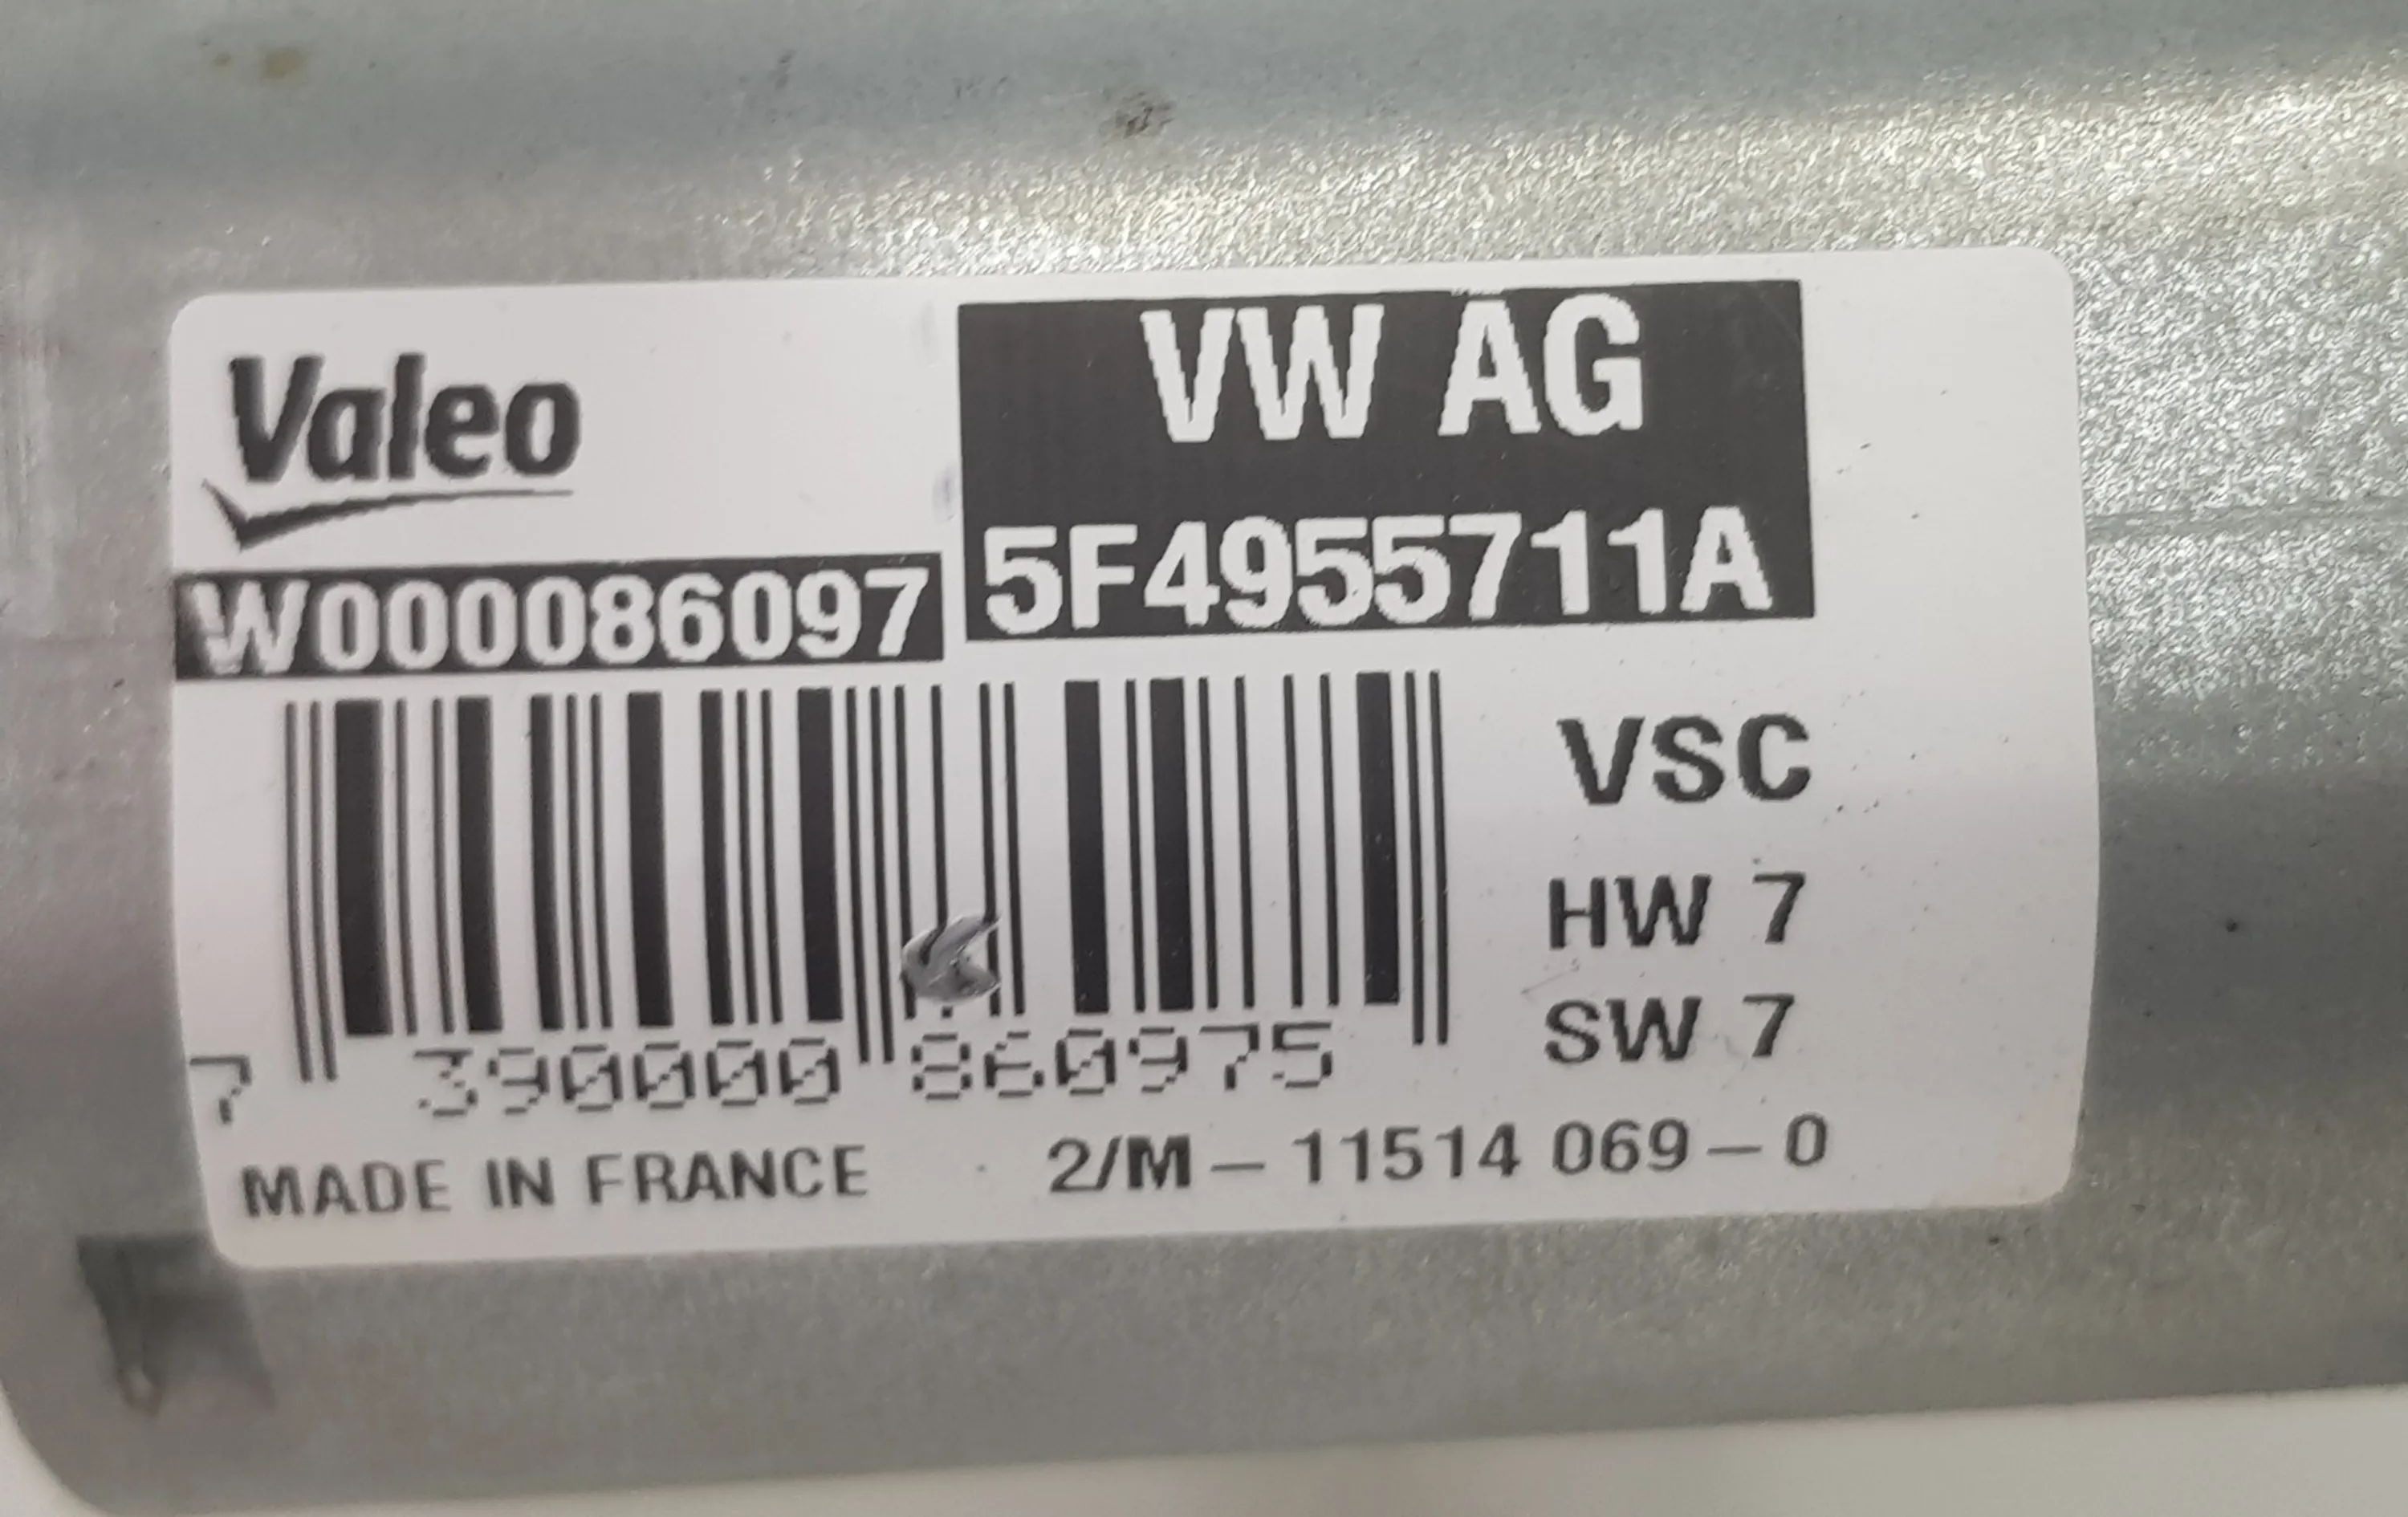 Valeo
VW AG
W000086097
5F4955711A
VSC
HW 7
SW 7
7 390000 860975
MADE IN FRANCE 2/M - 11514 069 - 0